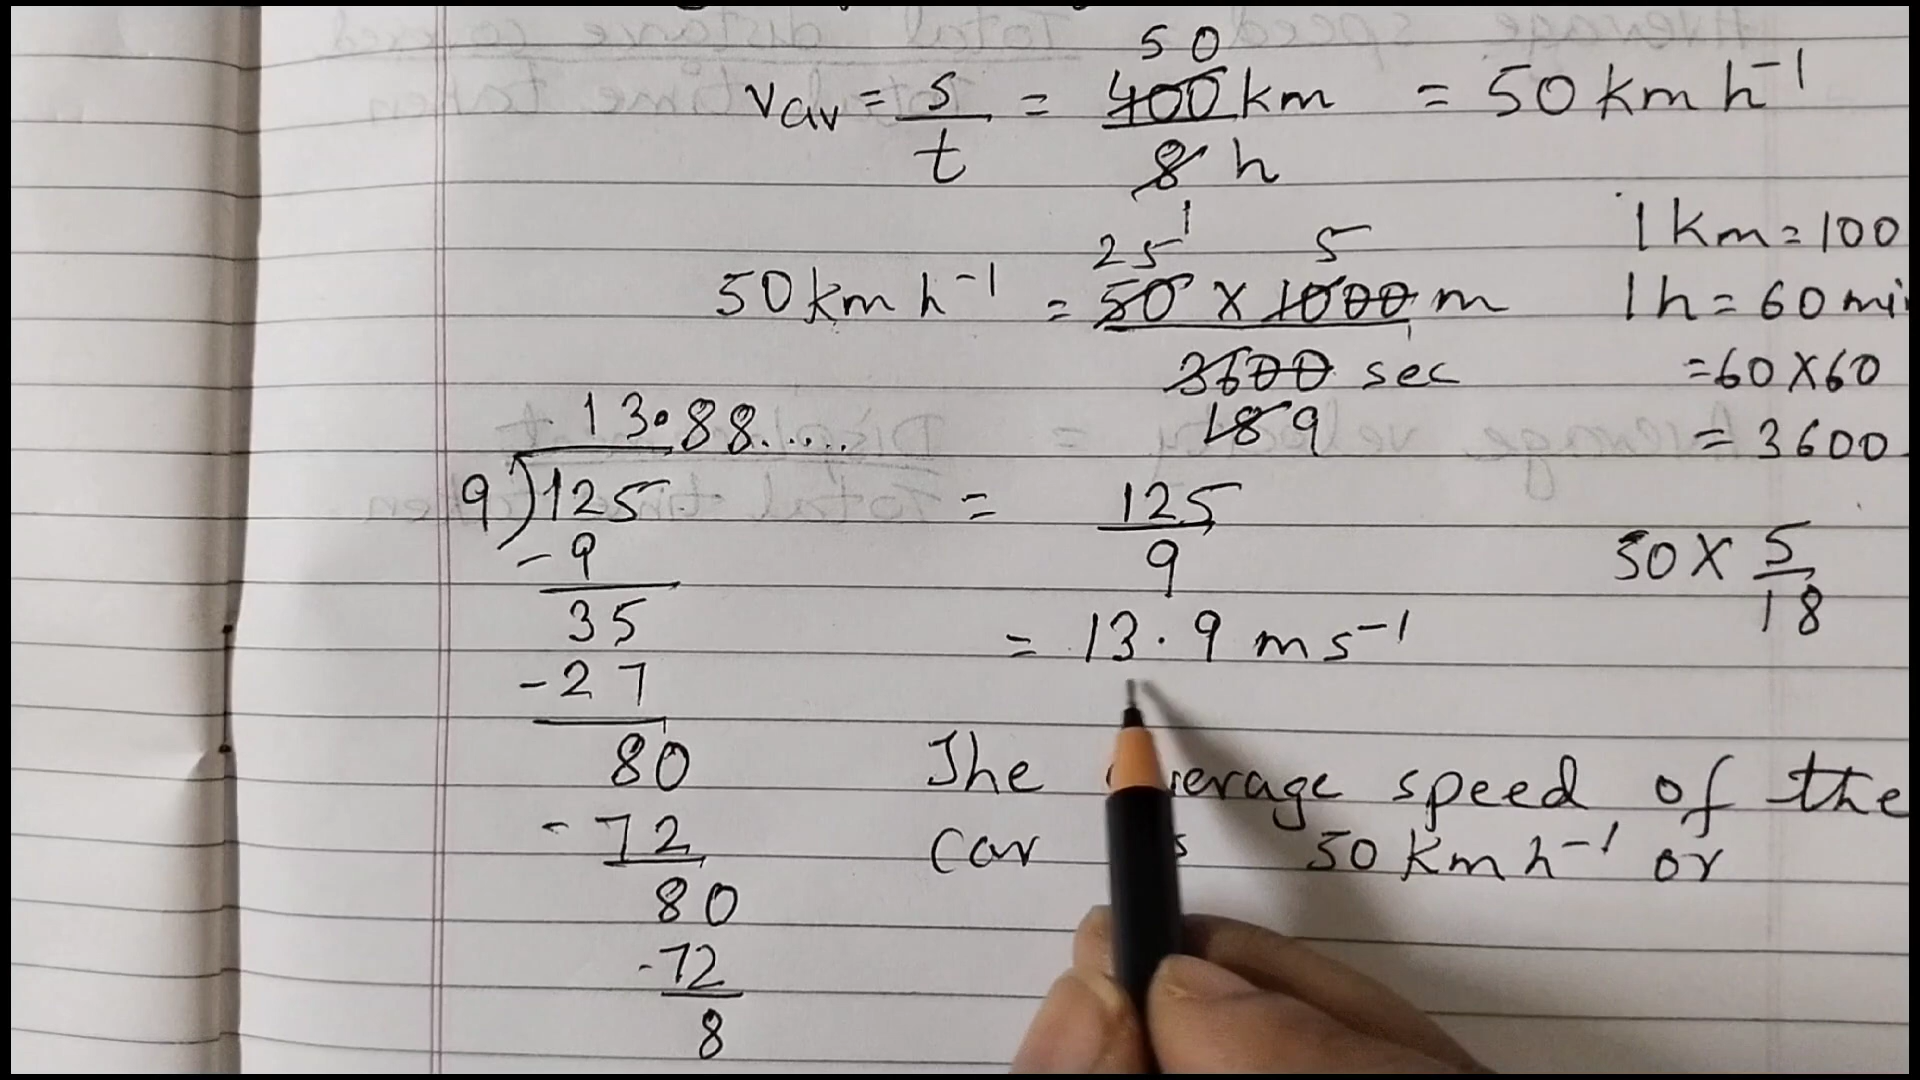 50
Vav = s/t = 400 km / 8 h = 50 km h⁻¹
1
25 1 5
50 km h⁻¹ = 50 x 1000 m / 3600 sec
18 9
1 km = 100
1 h = 60 mi
= 60 x 60
= 3600
13.88.....
9)125
- 9
35
- 27
80
- 72
80
- 72
8
= 125/9
= 13.9 m s⁻¹
50 x 5/18
The average speed of the
car 50 km h⁻¹ or